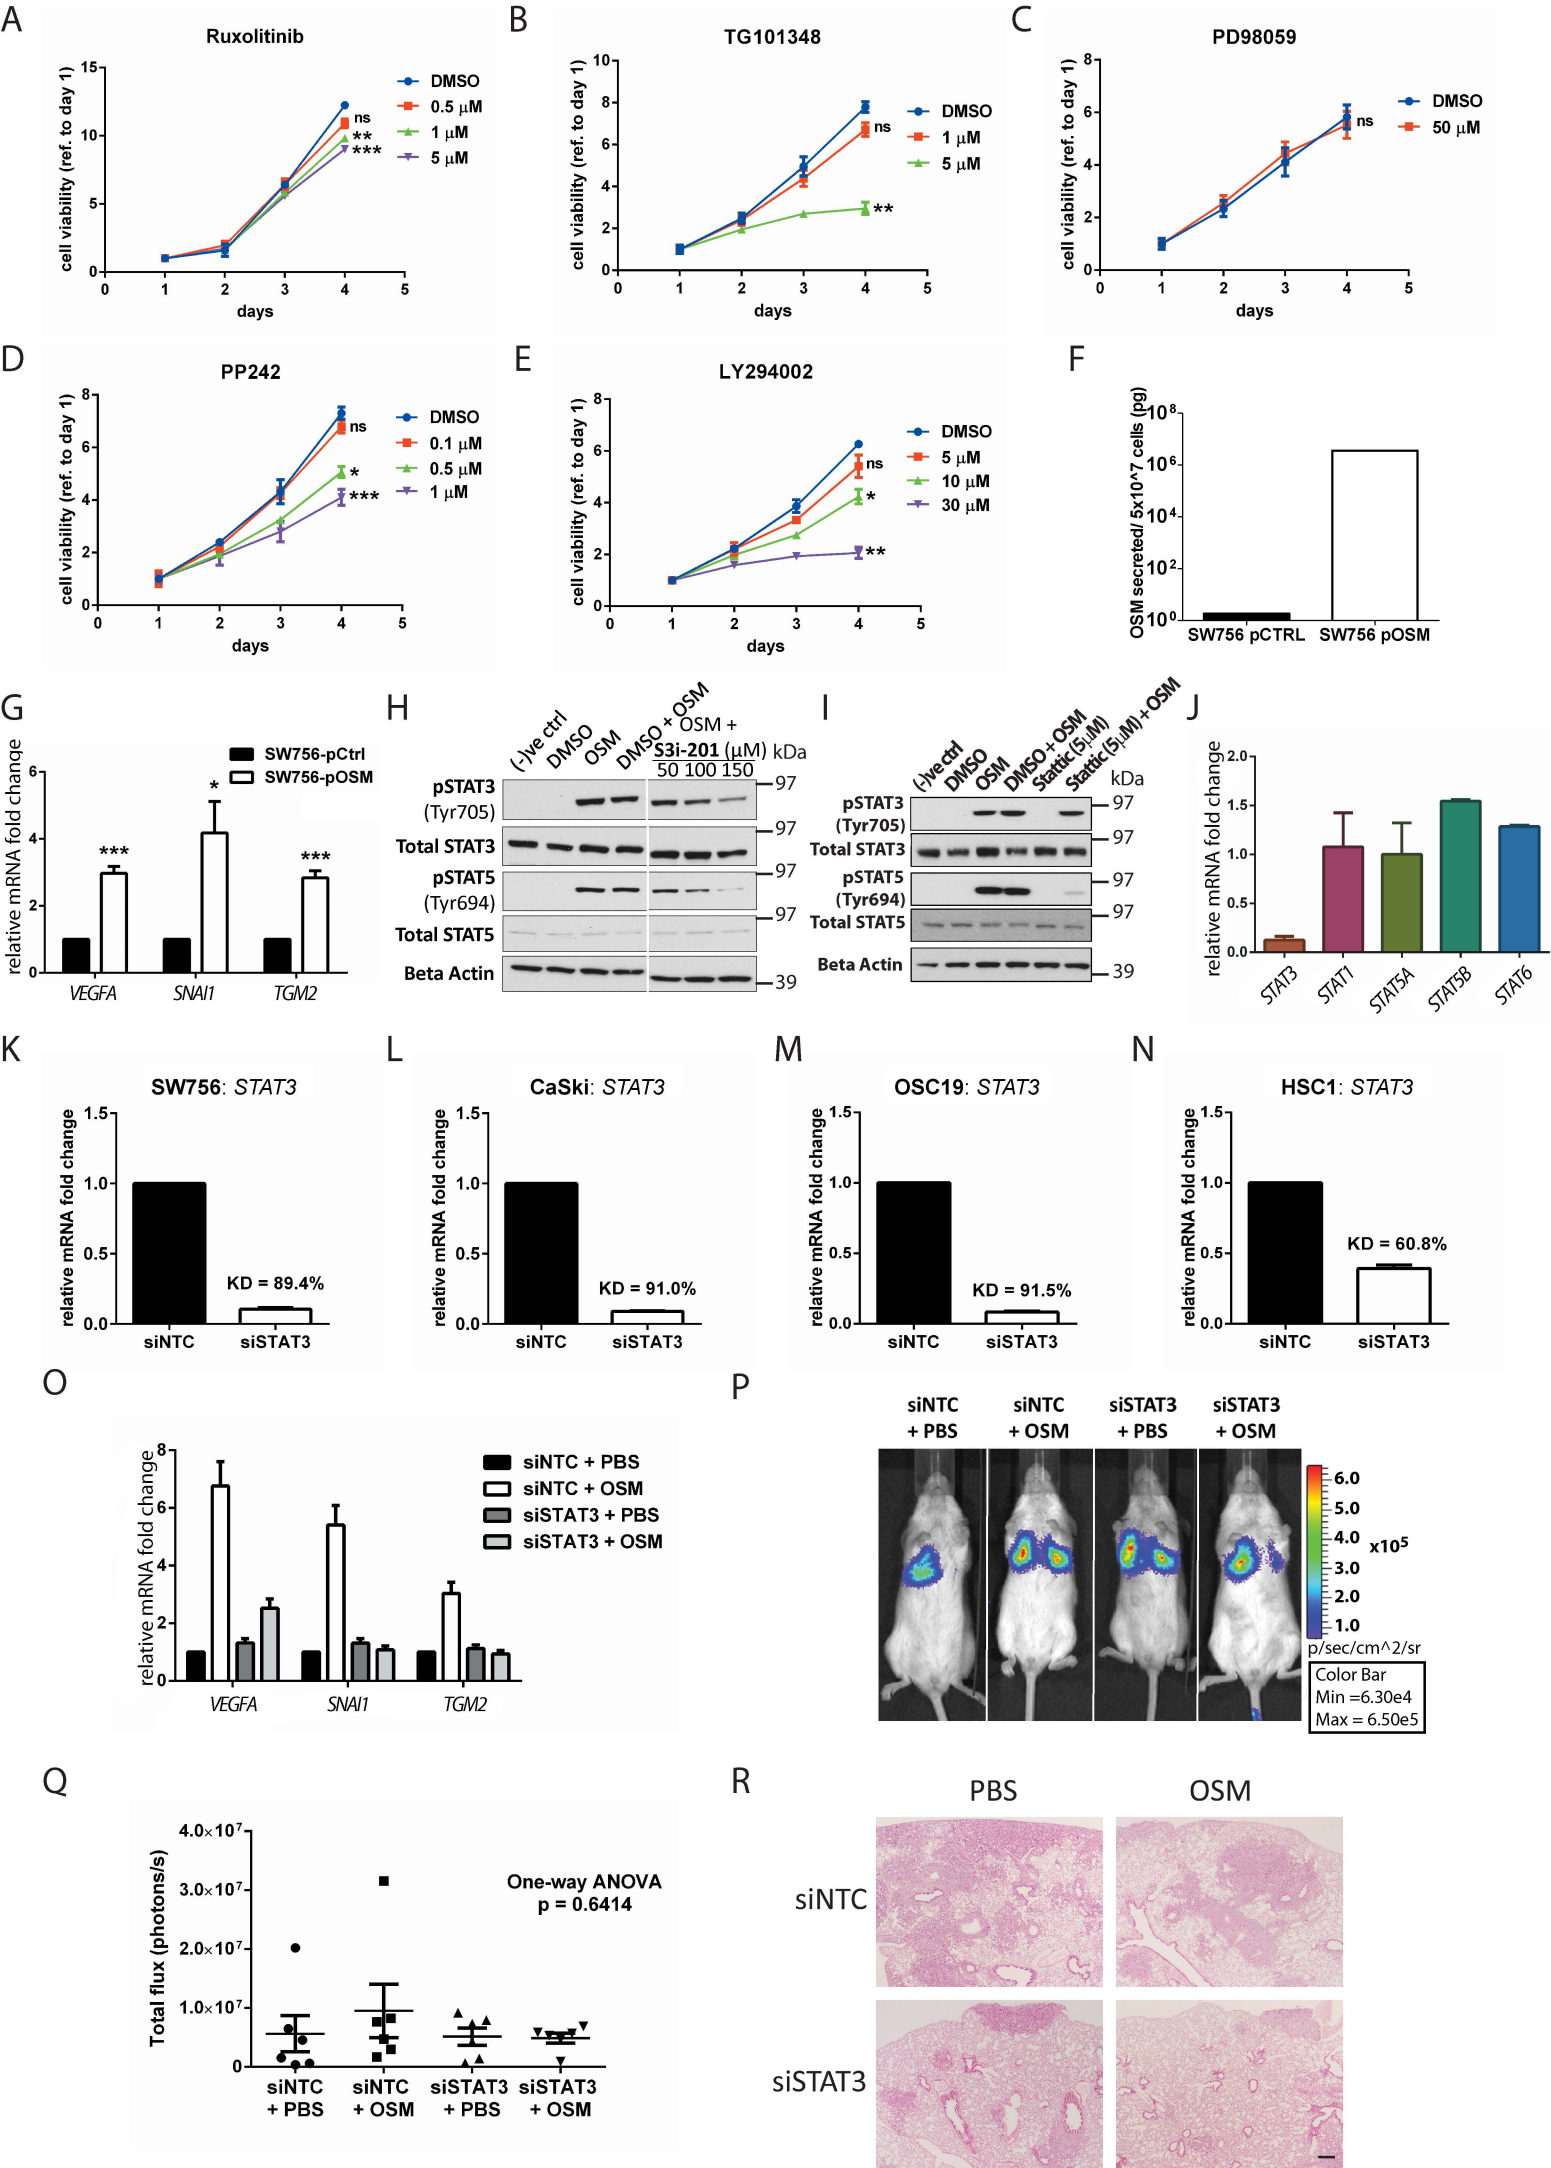 A
Ruxolitinib
cell viability (ref. to day 1)
15
10
5
0
0 1 2 3 4 5
days
DMSO
0.5 µM
1 µM
5 µM
ns
**
***
B
TG101348
cell viability (ref. to day 1)
10
8
6
4
2
0
0 1 2 3 4 5
days
DMSO
1 µM
5 µM
ns
**
C
PD98059
cell viability (ref. to day 1)
8
6
4
2
0
0 1 2 3 4 5
days
DMSO
50 µM
ns
D
PP242
cell viability (ref. to day 1)
8
6
4
2
0
0 1 2 3 4 5
days
DMSO
0.1 µM
0.5 µM
1 µM
ns
*
***
E
LY294002
cell viability (ref. to day 1)
8
6
4
2
0
0 1 2 3 4 5
days
DMSO
5 µM
10 µM
30 µM
ns
*
**
F
OSM secreted/ 5x10^7 cells (pg)
10⁸
10⁶
10⁴
10²
10⁰
SW756 pCTRL SW756 pOSM
G
relative mRNA fold change
6
4
2
0
SW756-pCtrl
SW756-pOSM
***
*
***
VEGFA SNAI1 TGM2
H
(-)ve ctrl
DMSO
OSM
DMSO + OSM
OSM +
S3i-201 (µM) kDa
50 100 150
pSTAT3
(Tyr705)
97
Total STAT3
97
pSTAT5
(Tyr694)
97
Total STAT5
97
Beta Actin
39
I
(-)ve ctrl
DMSO
OSM
DMSO + OSM
Stattic (5µM)
Stattic (5µM) + OSM
kDa
pSTAT3
(Tyr705)
97
Total STAT3
97
pSTAT5
(Tyr694)
97
Total STAT5
97
Beta Actin
39
J
relative mRNA fold change
2.0
1.5
1.0
0.5
0.0
STAT3 STAT1 STAT5A STAT5B STAT6
K
SW756: STAT3
relative mRNA fold change
1.5
1.0
0.5
0.0
KD = 89.4%
siNTC siSTAT3
L
CaSki: STAT3
relative mRNA fold change
1.5
1.0
0.5
0.0
KD = 91.0%
siNTC siSTAT3
M
OSC19: STAT3
relative mRNA fold change
1.5
1.0
0.5
0.0
KD = 91.5%
siNTC siSTAT3
N
HSC1: STAT3
relative mRNA fold change
1.5
1.0
0.5
0.0
KD = 60.8%
siNTC siSTAT3
O
relative mRNA fold change
8
6
4
2
0
siNTC + PBS
siNTC + OSM
siSTAT3 + PBS
siSTAT3 + OSM
VEGFA SNAI1 TGM2
P
siNTC siNTC siSTAT3 siSTAT3
+ PBS + OSM + PBS + OSM
6.0
5.0
4.0
3.0
2.0
1.0
x10⁵
p/sec/cm^2/sr
Color Bar
Min =6.30e4
Max = 6.50e5
Q
Total flux (photons/s)
4.0×10⁷
3.0×10⁷
2.0×10⁷
1.0×10⁷
0
One-way ANOVA
p = 0.6414
siNTC siNTC siSTAT3 siSTAT3
+ PBS + OSM + PBS + OSM
R
PBS OSM
siNTC
siSTAT3